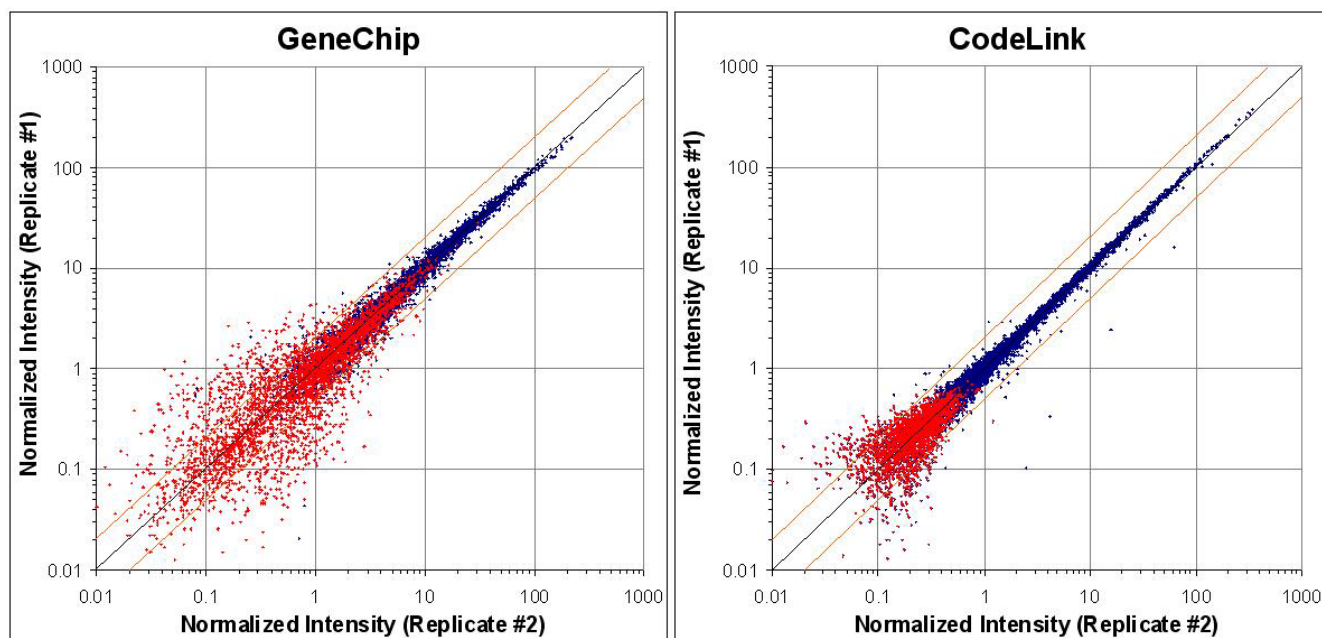 GeneChip
1000
100
10
1
0.1
0.01
Normalized Intensity (Replicate #1)
0.01 0.1 1 10 100 1000
Normalized Intensity (Replicate #2)
CodeLink
1000
100
10
1
0.1
0.01
Normalized Intensity (Replicate #1)
0.01 0.1 1 10 100 1000
Normalized Intensity (Replicate #2)